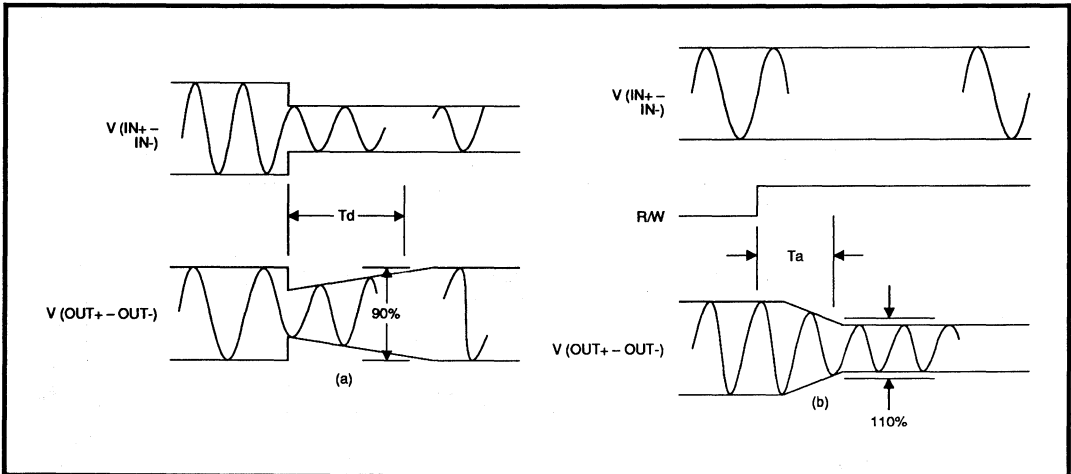 V (IN+ –
IN-)
Td
V (OUT+ – OUT-)
90%
(a)
V (IN+ –
IN-)
R/W
Ta
V (OUT+ – OUT-)
(b)
110%